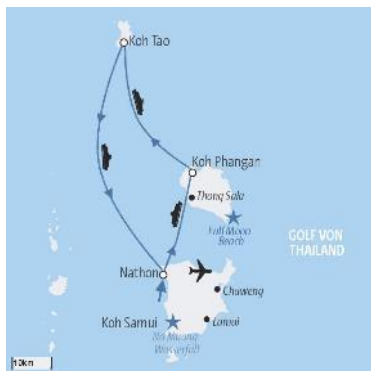 Koh Tao
Koh Phangan
Thong Sala
Full Moon
Beach
GOLF VON
THAILAND
Nathon
Chaweng
Koh Samui
Lamai
Na Muang
Wasserfall
10km